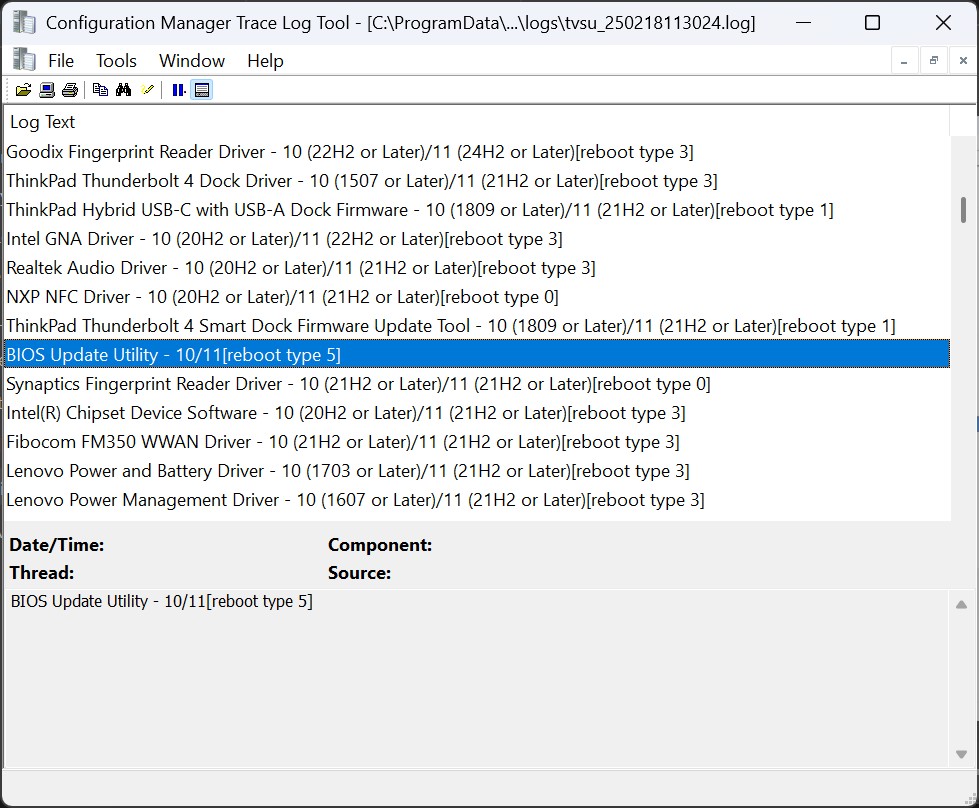 Configuration Manager Trace Log Tool - [C:\ProgramData\...\logs\tvsu_250218113024.log]
File Tools Window Help
Log Text
Goodix Fingerprint Reader Driver - 10 (22H2 or Later)/11 (24H2 or Later)[reboot type 3]
ThinkPad Thunderbolt 4 Dock Driver - 10 (1507 or Later)/11 (21H2 or Later)[reboot type 3]
ThinkPad Hybrid USB-C with USB-A Dock Firmware - 10 (1809 or Later)/11 (21H2 or Later)[reboot type 1]
Intel GNA Driver - 10 (20H2 or Later)/11 (22H2 or Later)[reboot type 3]
Realtek Audio Driver - 10 (20H2 or Later)/11 (21H2 or Later)[reboot type 3]
NXP NFC Driver - 10 (20H2 or Later)/11 (21H2 or Later)[reboot type 0]
ThinkPad Thunderbolt 4 Smart Dock Firmware Update Tool - 10 (1809 or Later)/11 (21H2 or Later)[reboot type 1]
BIOS Update Utility - 10/11[reboot type 5]
Synaptics Fingerprint Reader Driver - 10 (21H2 or Later)/11 (21H2 or Later)[reboot type 0]
Intel(R) Chipset Device Software - 10 (20H2 or Later)/11 (21H2 or Later)[reboot type 3]
Fibocom FM350 WWAN Driver - 10 (21H2 or Later)/11 (21H2 or Later)[reboot type 3]
Lenovo Power and Battery Driver - 10 (1703 or Later)/11 (21H2 or Later)[reboot type 3]
Lenovo Power Management Driver - 10 (1607 or Later)/11 (21H2 or Later)[reboot type 3]
Date/Time: Component:
Thread: Source:
BIOS Update Utility - 10/11[reboot type 5]